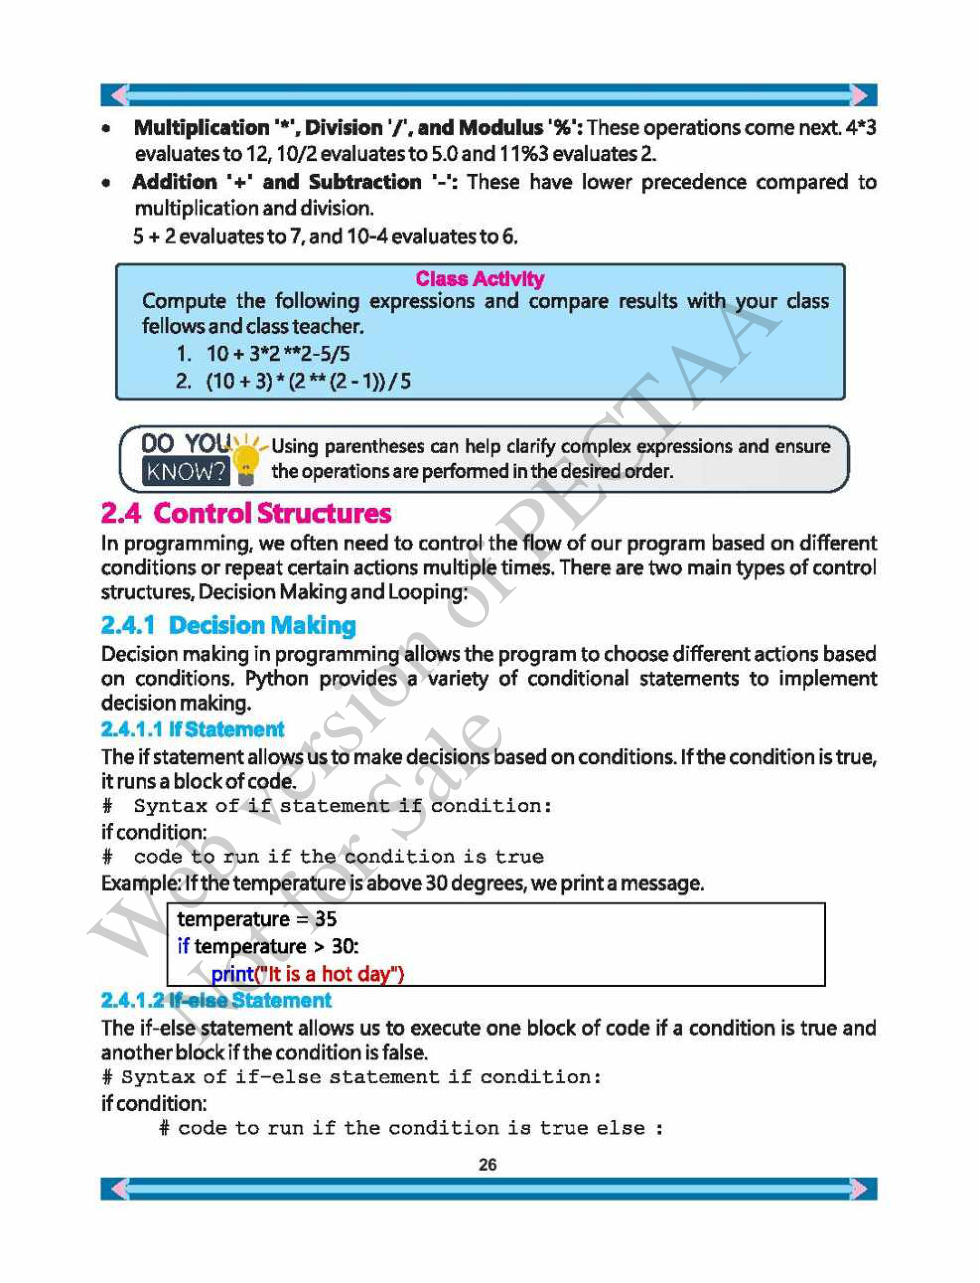 • Multiplication '*', Division '/', and Modulus '%': These operations come next. 4*3
evaluates to 12, 10/2 evaluates to 5.0 and 11%3 evaluates 2.
• Addition '+' and Subtraction '-': These have lower precedence compared to
multiplication and division.
5 + 2 evaluates to 7, and 10-4 evaluates to 6.
Class Activity
Compute the following expressions and compare results with your class
fellows and class teacher.
1. 10 + 3*2 **2-5/5
2. (10 + 3) * (2 ** (2 - 1)) / 5
DO YOU
KNOW?
Using parentheses can help clarify complex expressions and ensure
the operations are performed in the desired order.
2.4 Control Structures
In programming, we often need to control the flow of our program based on different
conditions or repeat certain actions multiple times. There are two main types of control
structures, Decision Making and Looping:
2.4.1 Decision Making
Decision making in programming allows the program to choose different actions based
on conditions. Python provides a variety of conditional statements to implement
decision making.
2.4.1.1 If Statement
The if statement allows us to make decisions based on conditions. If the condition is true,
it runs a block of code.
# Syntax of if statement if condition:
if condition:
# code to run if the condition is true
Example: If the temperature is above 30 degrees, we print a message.
temperature = 35
if temperature > 30:
print("It is a hot day")
2.4.1.2 If-else Statement
The if-else statement allows us to execute one block of code if a condition is true and
another block if the condition is false.
# Syntax of if-else statement if condition:
if condition:
# code to run if the condition is true else :
26
Web version of PECTAA
Not for Sale